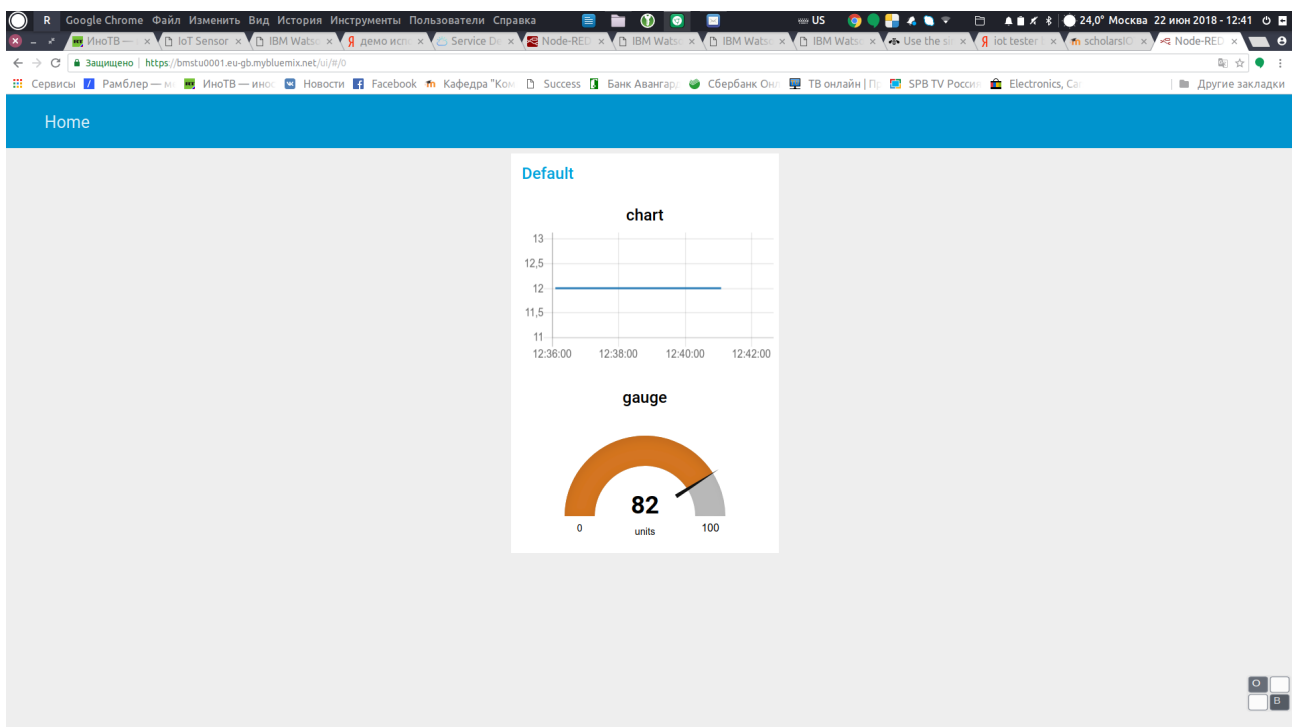 R Google Chrome Файл Изменить Вид История Инструменты Пользователи Справка US 24,0° Москва 22 июн 2018 - 12:41
ИноТВ — IoT Sensor IBM Wats демо исп Service De Node-RED IBM Wats IBM Wats IBM Wats Use the si iot tester scholarsIO Node-RED
Защищено | https://bmstu0001.eu-gb.mybluemix.net/ui/#/0
Сервисы Рамблер — ИноТВ — инос Новости Facebook Кафедра "Ком Success Банк Авангард Сбербанк Онл ТВ онлайн | SPB TV Россия Electronics, Ca Другие закладки
Home
Default
chart
13
12,5
12
11,5
11
12:36:00 12:38:00 12:40:00 12:42:00
gauge
82
0 units 100
O
B